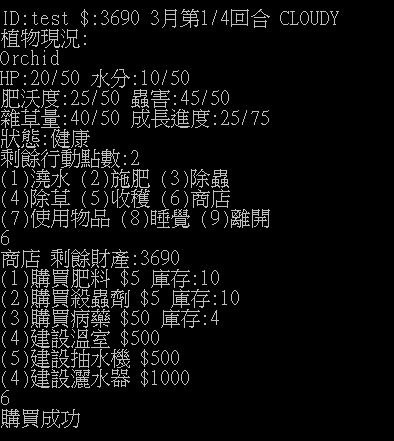 ID:test $:3690 3月第1/4回合 CLOUDY
植物現況:
Orchid
HP:20/50 水分:10/50
肥沃度:25/50 蟲害:45/50
雜草量:40/50 成長進度:25/75
狀態:健康
剩餘行動點數:2
(1)澆水 (2)施肥 (3)除蟲
(4)除草 (5)收穫 (6)商店
(7)使用物品 (8)睡覺 (9)離開
6
商店 剩餘財產:3690
(1)購買肥料 $5 庫存:10
(2)購買殺蟲劑 $5 庫存:10
(3)購買病藥 $50 庫存:4
(4)建設溫室 $500
(5)建設抽水機 $500
(4)建設灑水器 $1000
6
購買成功